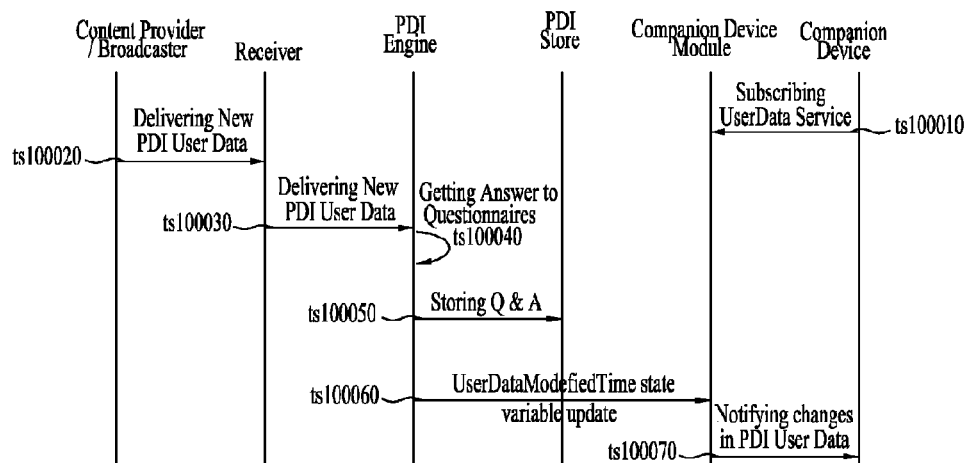 Content Provider
/ Broadcaster
Receiver
PDI
Engine
PDI
Store
Companion Device
Module
Companion
Device
Subscribing
UserData Service
ts100010
Delivering New
PDI User Data
ts100020
Delivering New
PDI User Data
ts100030
Getting Answer to
Questionnaires
ts100040
Storing Q & A
ts100050
UserDataModefiedTime state
variable update
ts100060
Notifying changes
in PDI User Data
ts100070